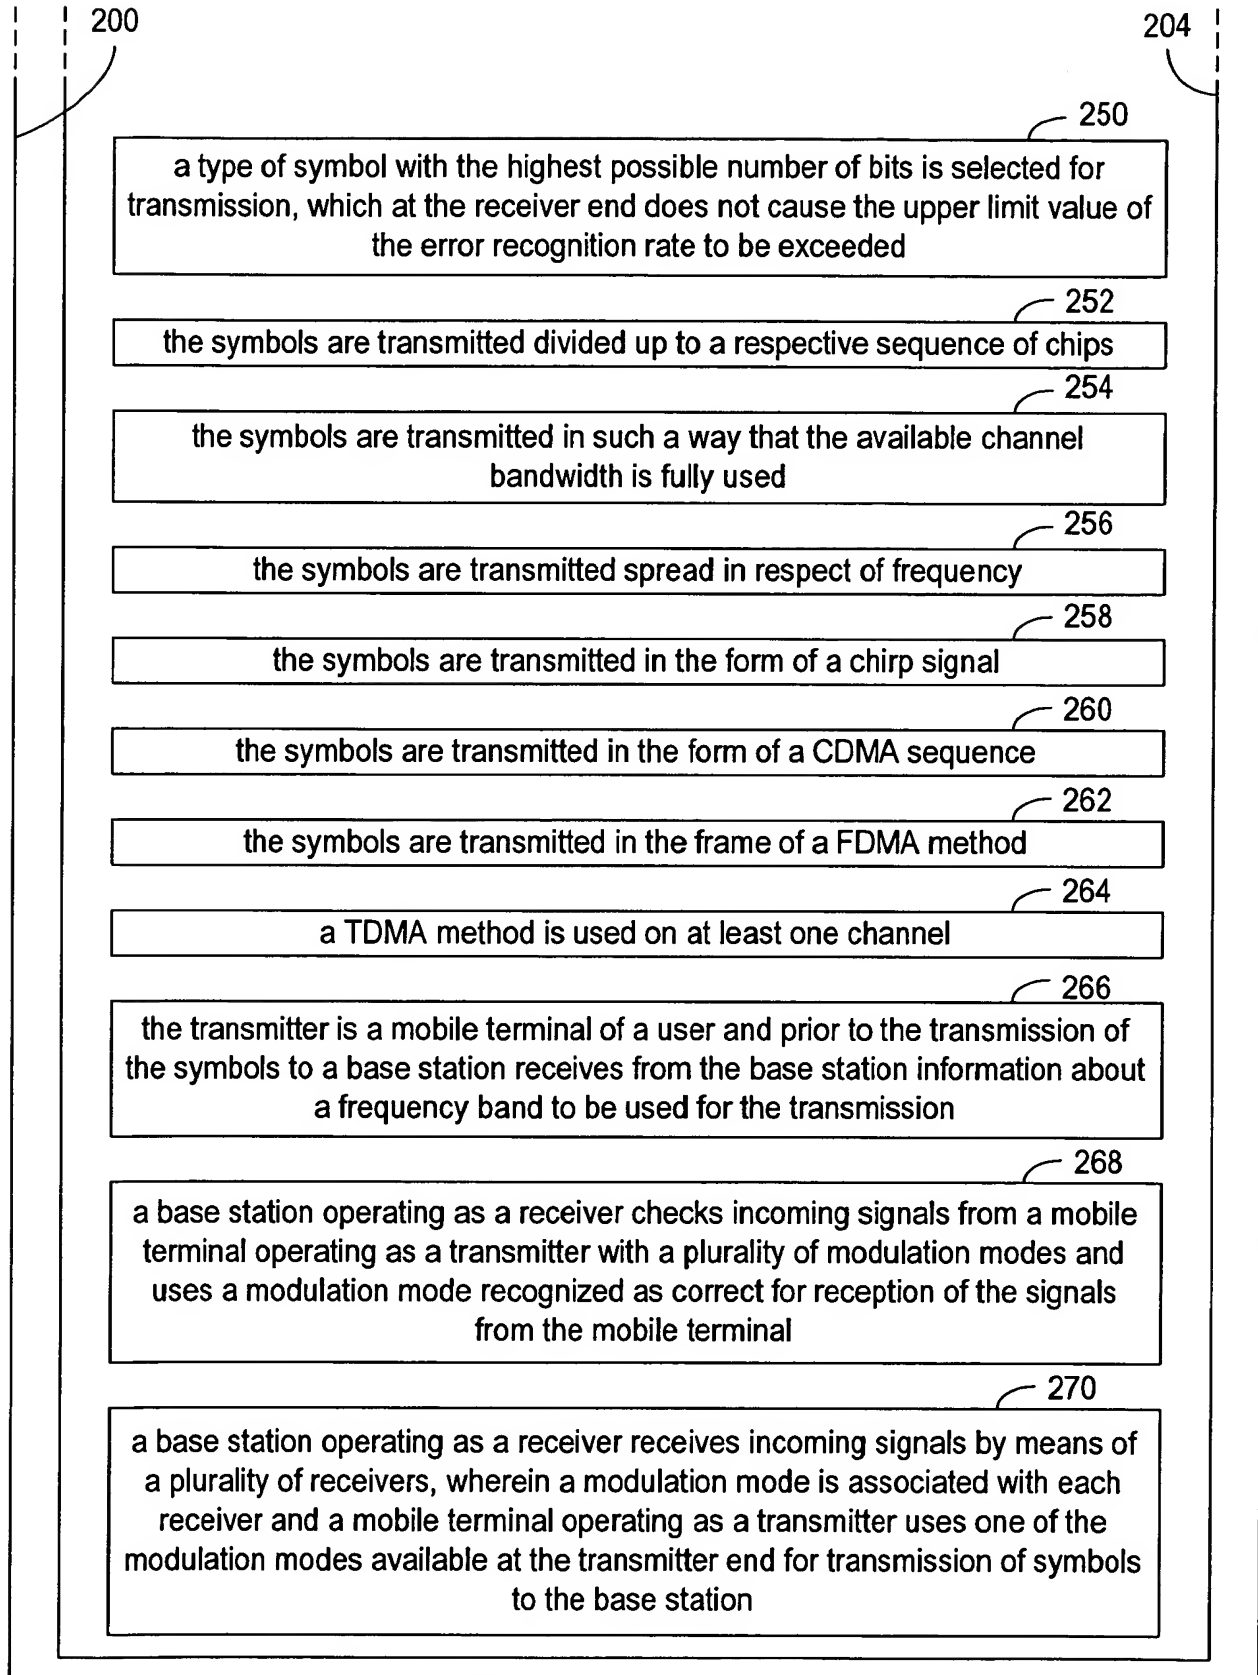 200
204
250
a type of symbol with the highest possible number of bits is selected for
transmission, which at the receiver end does not cause the upper limit value of
the error recognition rate to be exceeded
252
the symbols are transmitted divided up to a respective sequence of chips
254
the symbols are transmitted in such a way that the available channel
bandwidth is fully used
256
the symbols are transmitted spread in respect of frequency
258
the symbols are transmitted in the form of a chirp signal
260
the symbols are transmitted in the form of a CDMA sequence
262
the symbols are transmitted in the frame of a FDMA method
264
a TDMA method is used on at least one channel
266
the transmitter is a mobile terminal of a user and prior to the transmission of
the symbols to a base station receives from the base station information about
a frequency band to be used for the transmission
268
a base station operating as a receiver checks incoming signals from a mobile
terminal operating as a transmitter with a plurality of modulation modes and
uses a modulation mode recognized as correct for reception of the signals
from the mobile terminal
270
a base station operating as a receiver receives incoming signals by means of
a plurality of receivers, wherein a modulation mode is associated with each
receiver and a mobile terminal operating as a transmitter uses one of the
modulation modes available at the transmitter end for transmission of symbols
to the base station